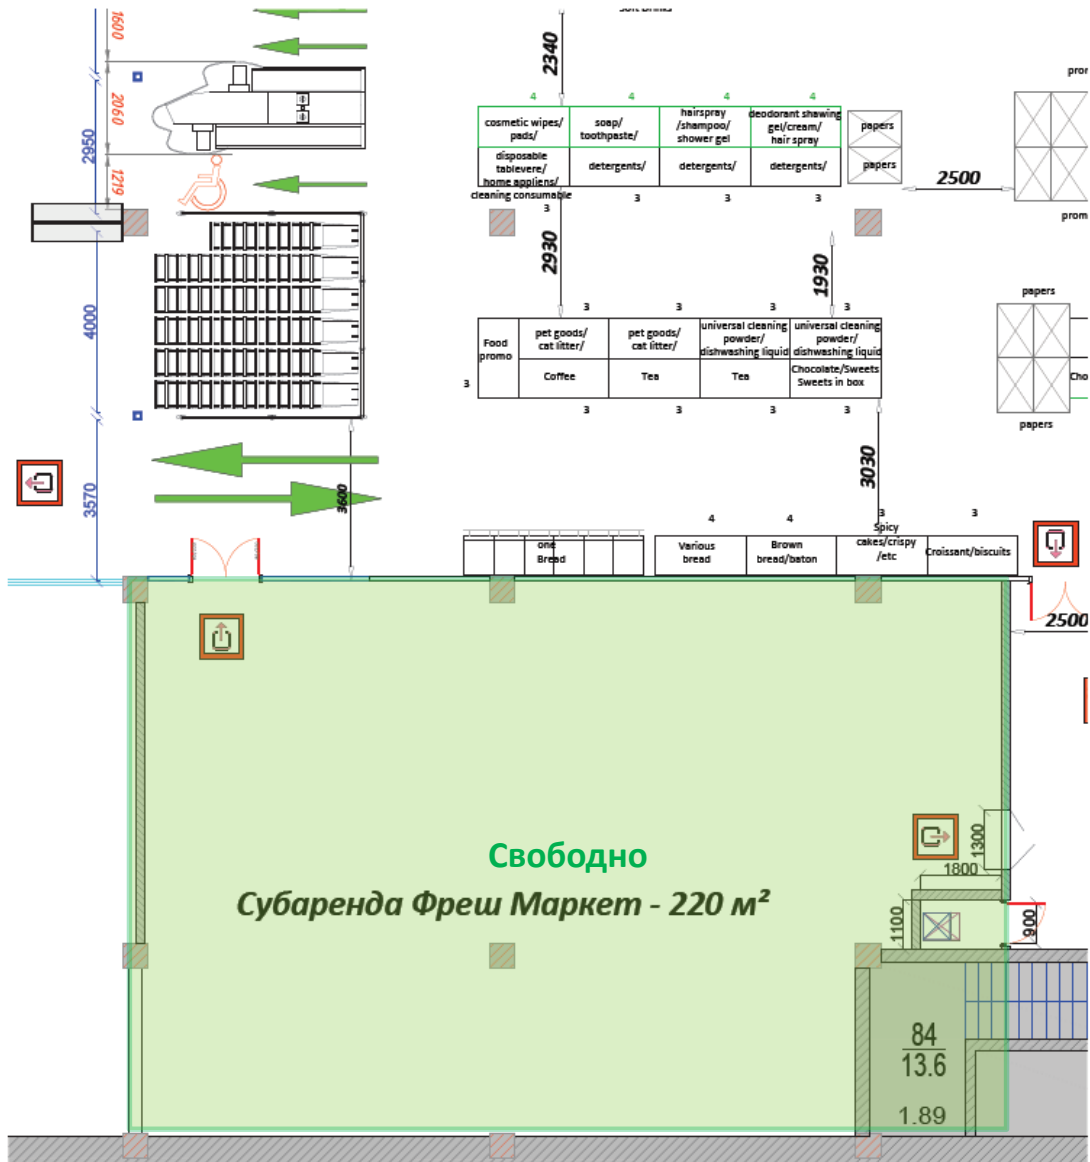 1600
2340
pror
2060
4
4
4
4
cosmetic wipes/
pads/
soap/
toothpaste/
hairspray
/shampoo/
shower gel
deodorant shawing
gel/cream/
hair spray
papers
2950
disposable
tablevere/
home appliens/
cleaning consumable
detergents/
detergents/
detergents/
papers
1219
2500
3
3
3
3
prom
2930
1930
papers
4000
3
3
3
3
Food
promo
pet goods/
cat litter/
pet goods/
cat litter/
universal cleaning
powder/
dishwashing liquid
universal cleaning
powder/
dishwashing liquid
3
Coffee
Tea
Tea
Chocolate/Sweets
Sweets in box
Cho
3
3
3
3
papers
3570
3600
3030
4
4
3
3
one
Bread
Various
bread
Brown
bread/baton
Spicy
cakes/crispy
/etc
Croissant/biscuits
2500
1300
Свободно
1800
Субаренда Фреш Маркет - 220 м²
1100
900
84
13.6
1.89